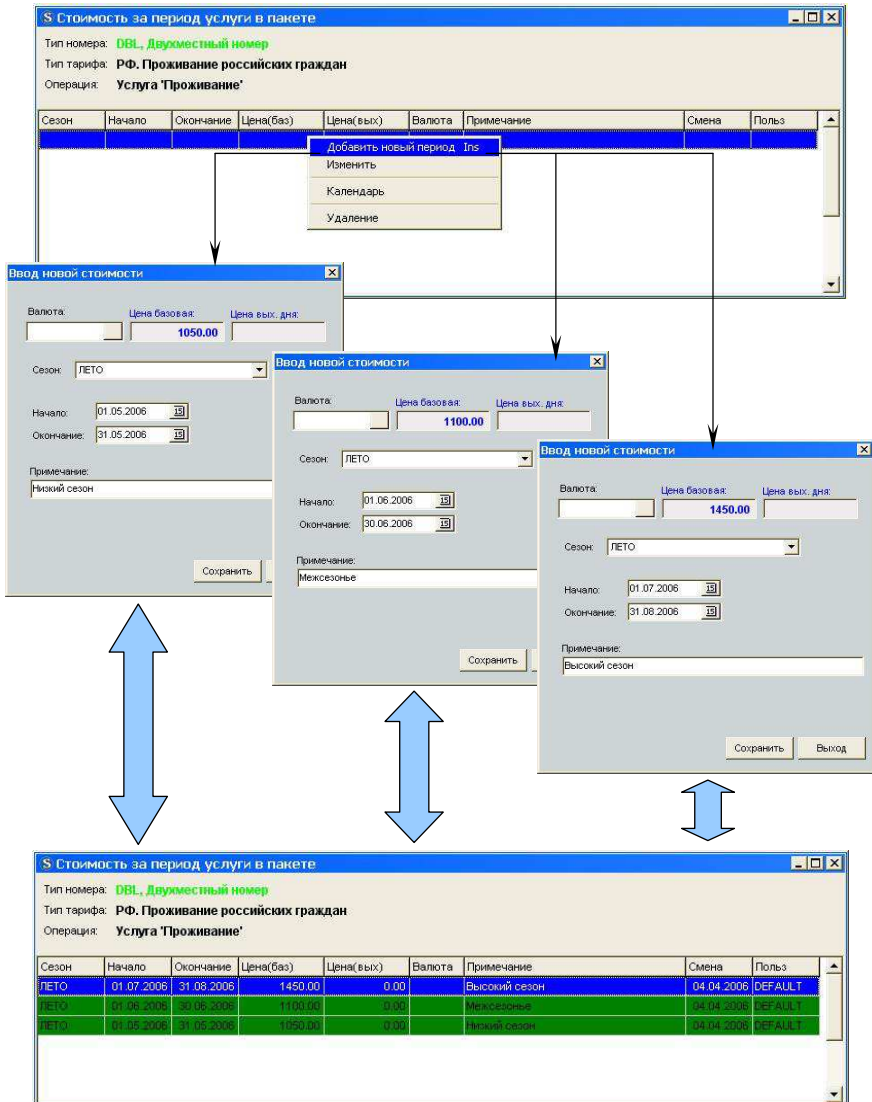 Стоимость за период услуги в пакете
Тип номера: DBL, Двухместный номер
Тип тарифа: РФ. Проживание российских граждан
Операция: Услуга 'Проживание'
Сезон Начало Окончание Цена(баз) Цена(вых) Валюта Примечание Смена Польз
Добавить новый период Ins
Изменить
Календарь
Удаление
Ввод новой стоимости
Валюта: Цена базовая: Цена вых. дня:
1050.00
Сезон: ЛЕТО
Начало: 01.05.2006 15
Окончание: 31.05.2006 15
Примечание:
Низкий сезон
Сохранить
Ввод новой стоимости
Валюта: Цена базовая: Цена вых. дня:
1100.00
Сезон: ЛЕТО
Начало: 01.06.2006 15
Окончание: 30.06.2006 15
Примечание:
Межсезонье
Сохранить
Ввод новой стоимости
Валюта: Цена базовая: Цена вых. дня:
1450.00
Сезон: ЛЕТО
Начало: 01.07.2006 15
Окончание: 31.08.2006 15
Примечание:
Высокий сезон
Сохранить Выход
Стоимость за период услуги в пакете
Тип номера: DBL, Двухместный номер
Тип тарифа: РФ. Проживание российских граждан
Операция: Услуга 'Проживание'
Сезон Начало Окончание Цена(баз) Цена(вых) Валюта Примечание Смена Польз
ЛЕТО 01.07.2006 31.08.2006 1450.00 0.00 Высокий сезон 04.04.2006 DEFAULT
ЛЕТО 01.06.2006 30.06.2006 1100.00 0.00 Межсезонье 04.04.2006 DEFAULT
ЛЕТО 01.05.2006 31.05.2006 1050.00 0.00 Низкий сезон 04.04.2006 DEFAULT